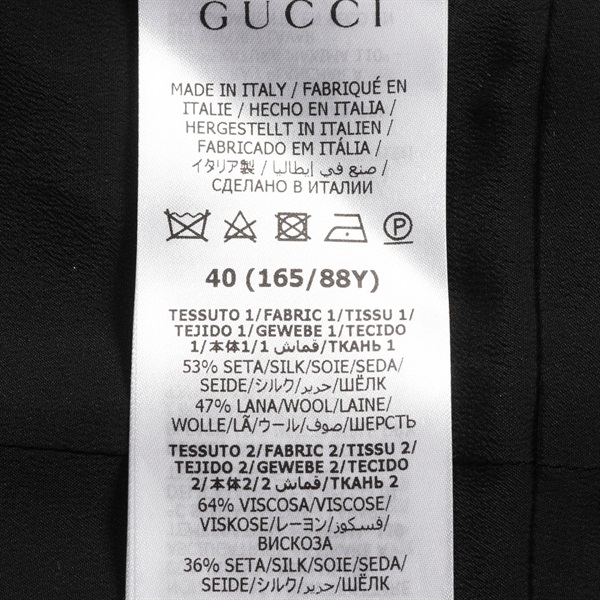 GUCCI
MADE IN ITALY / FABRIQUÉ EN
ITALIE / HECHO EN ITALIA /
HERGESTELLT IN ITALIEN /
FABRICADO EM ITÁLIA /
イタリア製 / صنع في إيطاليا /
СДЕЛАНО В ИТАЛИИ
P
40 (165/88Y)
TESSUTO 1/FABRIC 1/TISSU 1/
TEJIDO 1/GEWEBE 1/TECIDO
1/本体1/1 قماش/ТКАНЬ 1
53% SETA/SILK/SOIE/SEDA/
SEIDE/シルク/حرير/ШЁЛК
47% LANA/WOOL/LAINE/
WOLLE/LÃ/ウール/صوف/ШЕРСТЬ
TESSUTO 2/FABRIC 2/TISSU 2/
TEJIDO 2/GEWEBE 2/TECIDO
2/本体2/2 قماش/ТКАНЬ 2
64% VISCOSA/VISCOSE/
VISKOSE/レーヨン/فسكوز/
ВИСКОЗА
36% SETA/SILK/SOIE/SEDA/
SEIDE/シルク/حرير/ШЁЛК